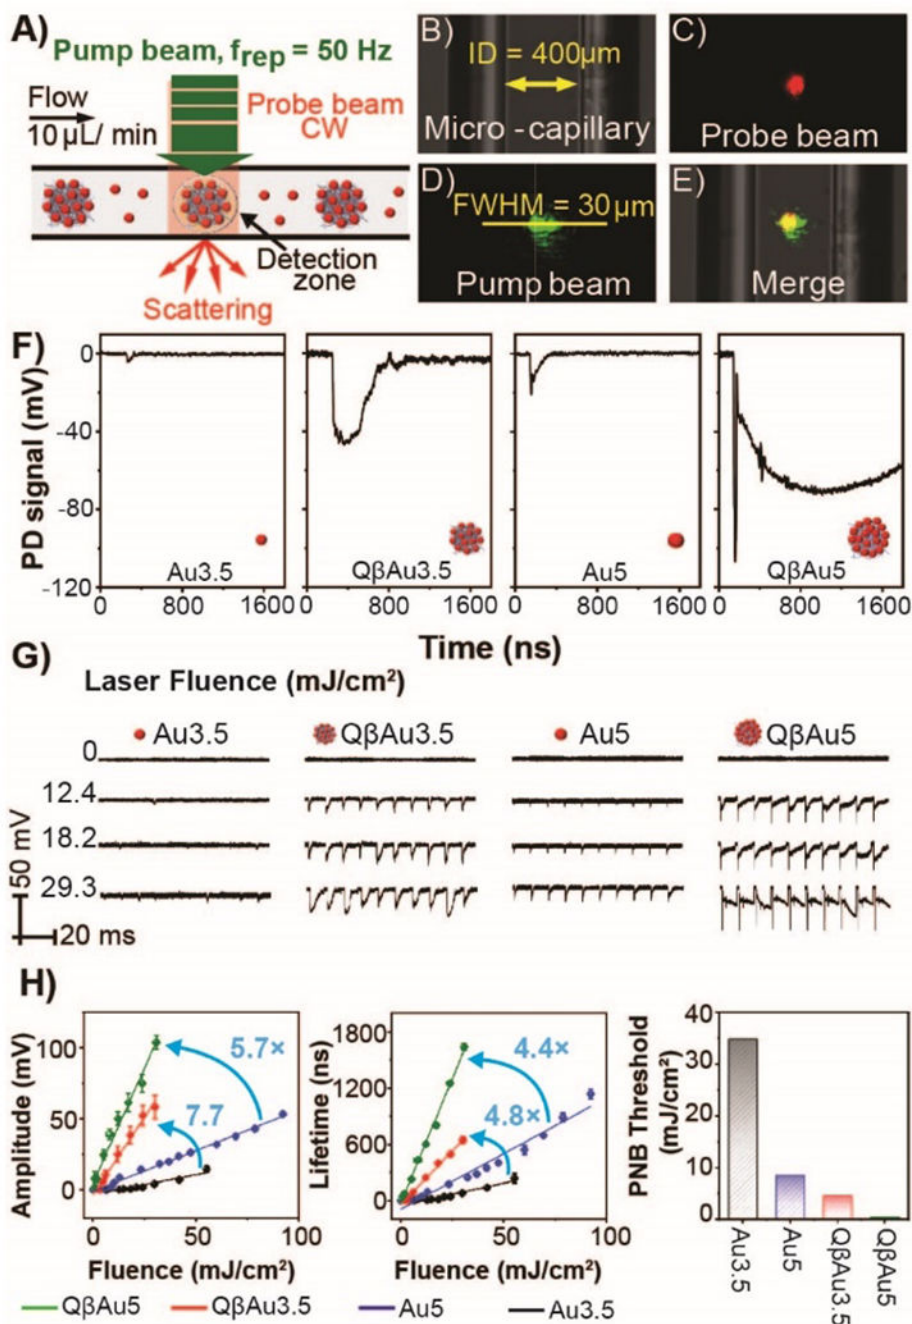 A)
Pump beam, frep = 50 Hz
Flow
10 µL/ min
Probe beam
CW
Detection
zone
Scattering
B)
ID = 400µm
Micro -capillary
C)
Probe beam
D)
FWHM = 30 µm
Pump beam
E)
Merge
F)
PD signal (mV)
0
-40
-80
-120
Au3.5
QβAu3.5
Au5
QβAu5
0 800 1600 0 800 1600 0 800 1600 0 800 1600
Time (ns)
G)
Laser Fluence (mJ/cm²)
Au3.5 QβAu3.5 Au5 QβAu5
0
12.4
18.2
29.3
50 mV
20 ms
H)
Amplitude (mV)
100
50
0
5.7×
7.7
0 50 100
Fluence (mJ/cm²)
Lifetime (ns)
1800
1200
600
0
4.4×
4.8×
0 50 100
Fluence (mJ/cm²)
PNB Threshold
(mJ/cm²)
40
30
20
10
0
Au3.5
Au5
QβAu3.5
QβAu5
QβAu5 QβAu3.5 Au5 Au3.5